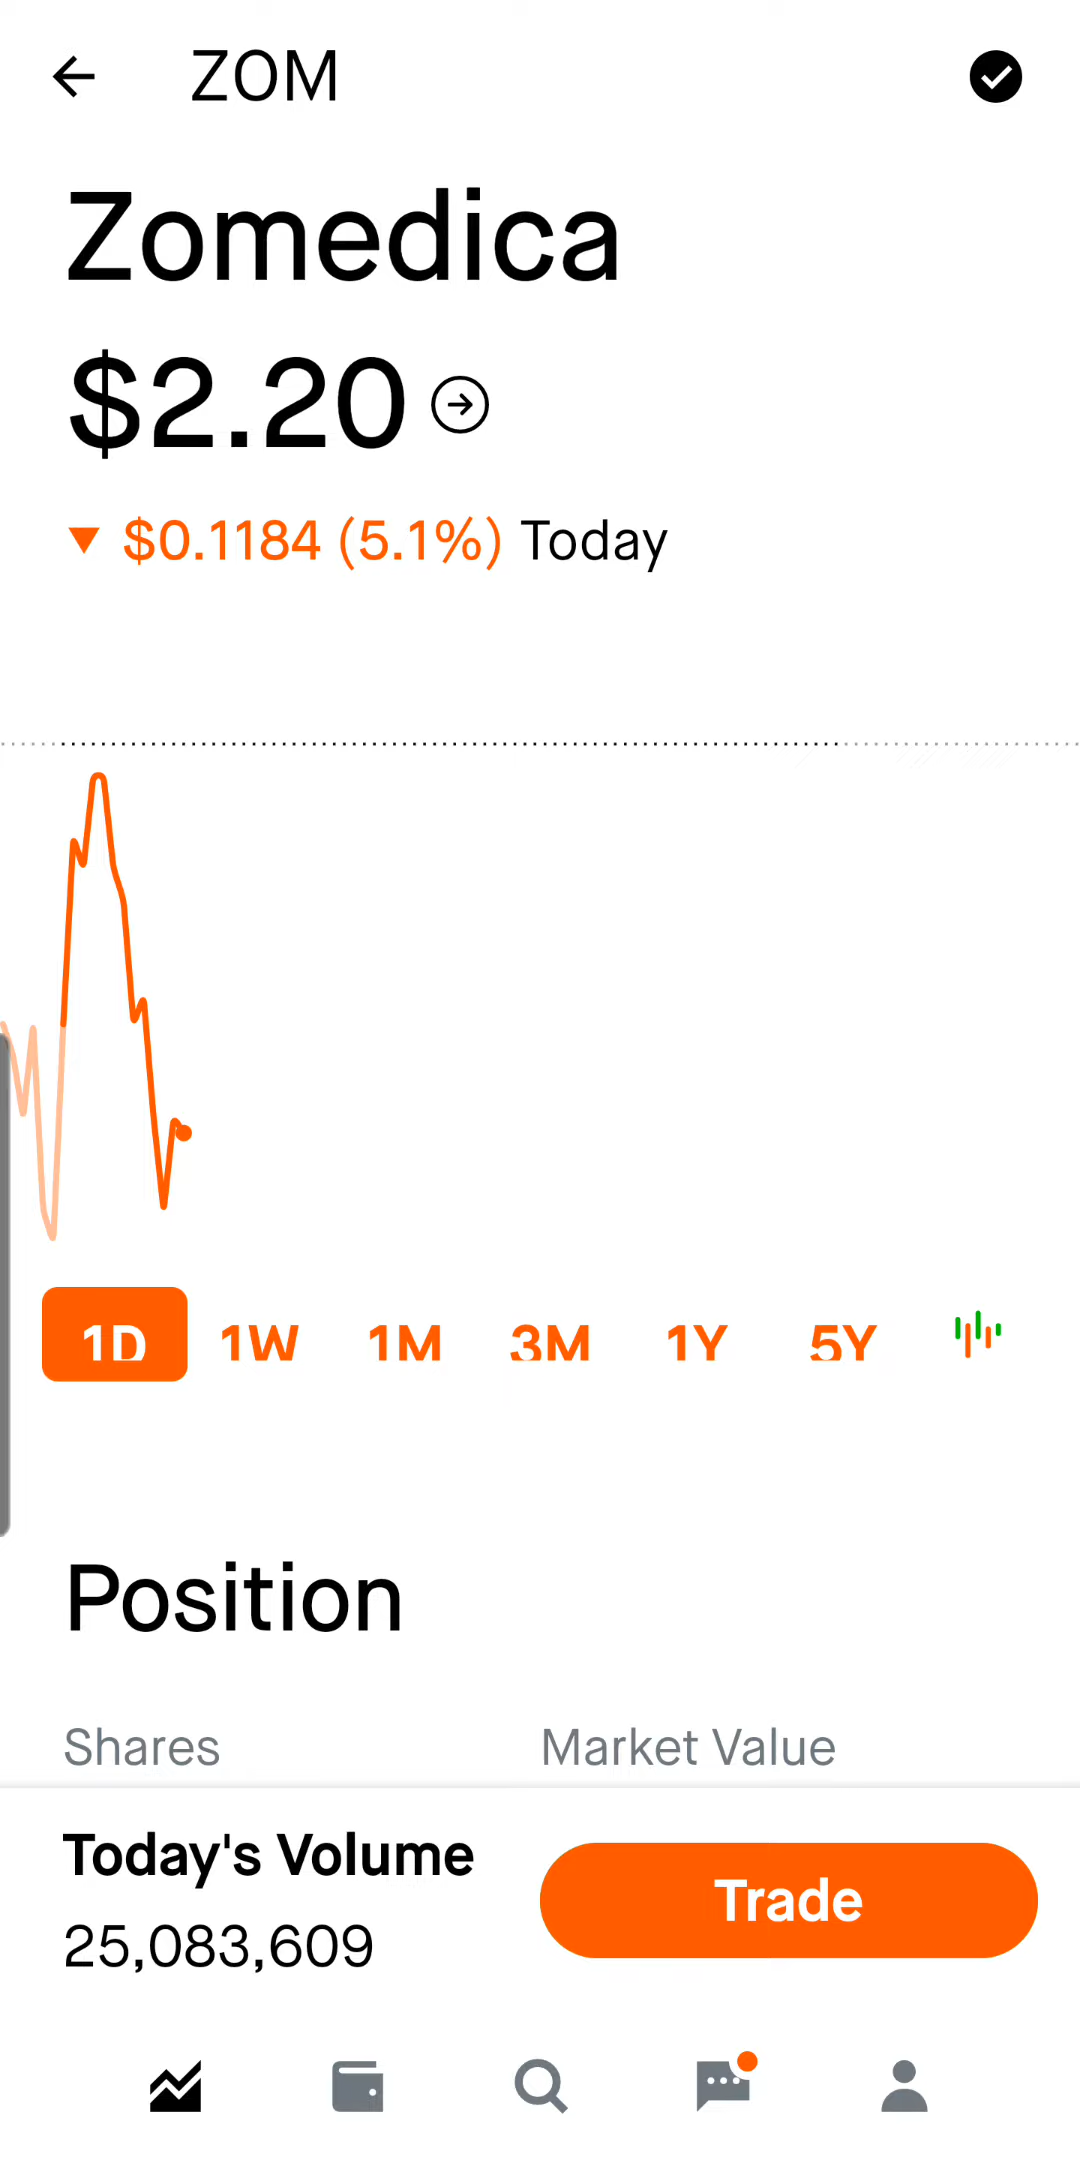 ZOM
Zomedica
$2.20
$0.1184 (5.1%) Today
1D 1W 1M 3M 1Y 5Y
Position
Shares Market Value
Today's Volume
25,083,609
Trade